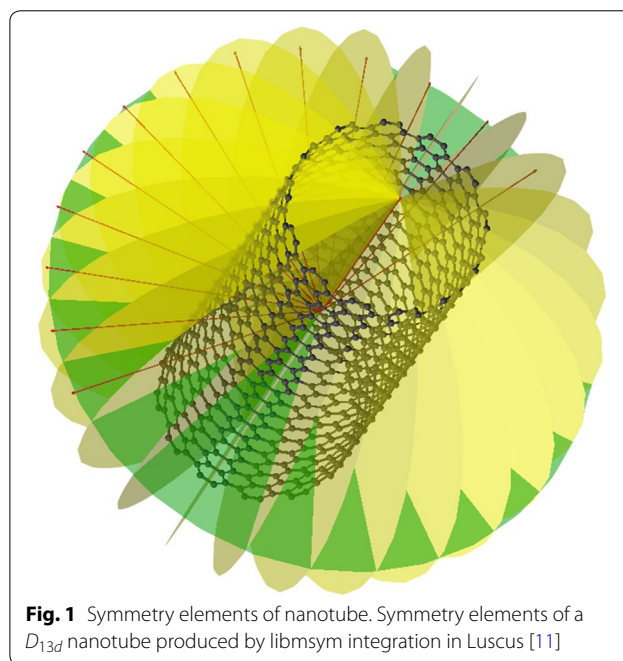 Fig. 1 Symmetry elements of nanotube. Symmetry elements of a
D13d nanotube produced by libmsym integration in Luscus [11]